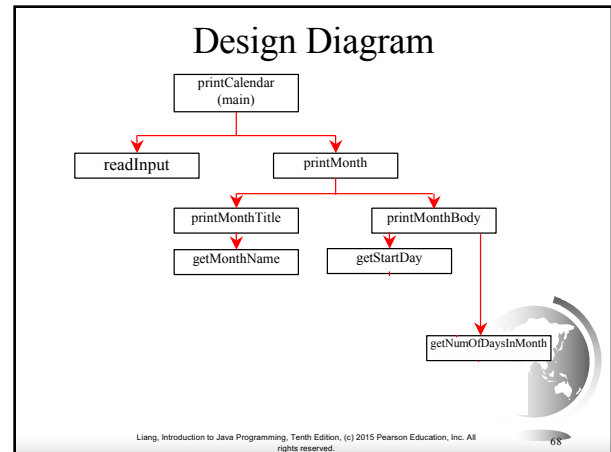 Design Diagram
printCalendar
(main)
readInput
printMonth
printMonthTitle
printMonthBody
getMonthName
getStartDay
getNumOfDaysInMonth
Liang, Introduction to Java Programming, Tenth Edition, (c) 2015 Pearson Education, Inc. All
rights reserved.
68